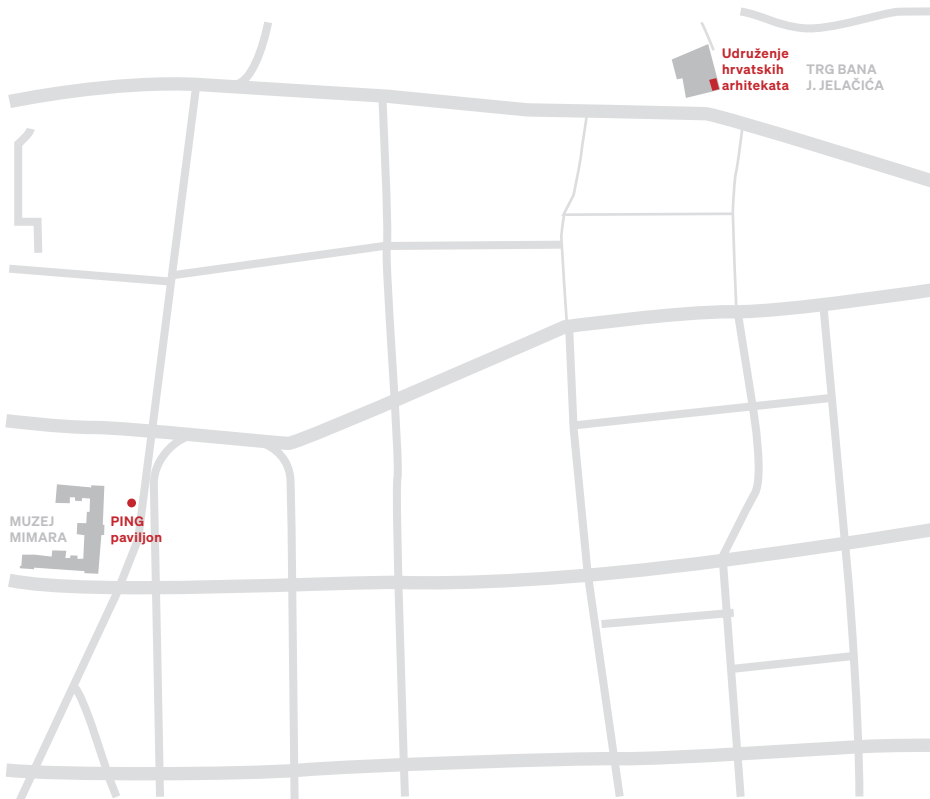 Udruženje
hrvatskih
arhitekata
TRG BANA
J. JELAČIĆA
MUZEJ
MIMARA
PING
paviljon